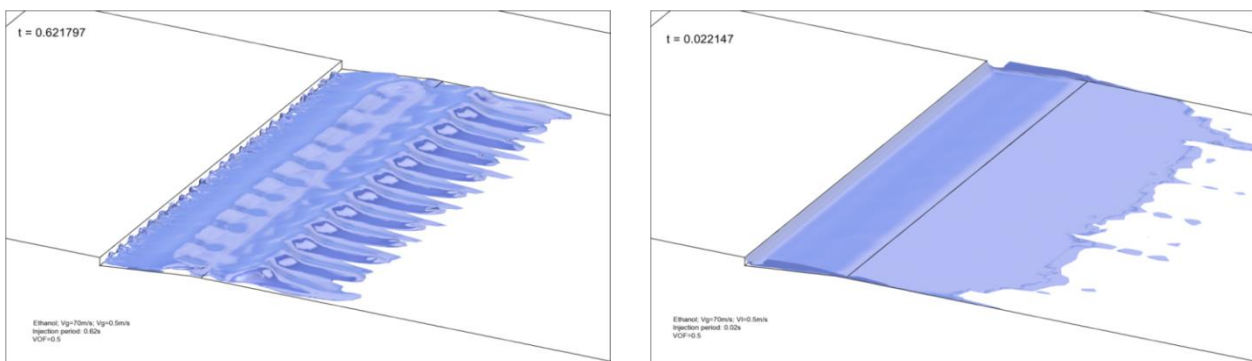 t = 0.621797
Ethanol; Vg=70m/s; Vg=0.5m/s
Injection period: 0.62s
VOF=0.5
t = 0.022147
Ethanol; Vg=70m/s; Vl=0.5m/s
Injection period: 0.02s
VOF=0.5